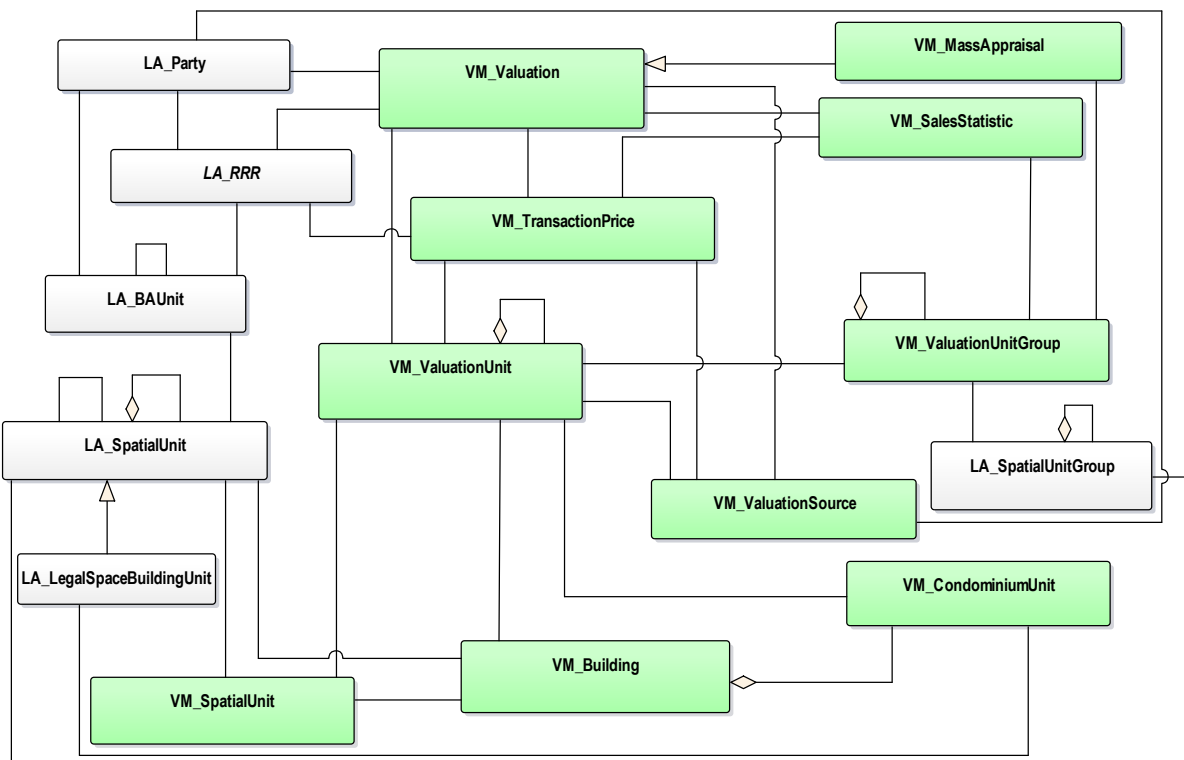 VM_MassAppraisal
LA_Party
VM_Valuation
VM_SalesStatistic
LA_RRR
VM_TransactionPrice
LA_BAUnit
VM_ValuationUnitGroup
VM_ValuationUnit
LA_SpatialUnit
LA_SpatialUnitGroup
VM_ValuationSource
LA_LegalSpaceBuildingUnit
VM_CondominiumUnit
VM_Building
VM_SpatialUnit